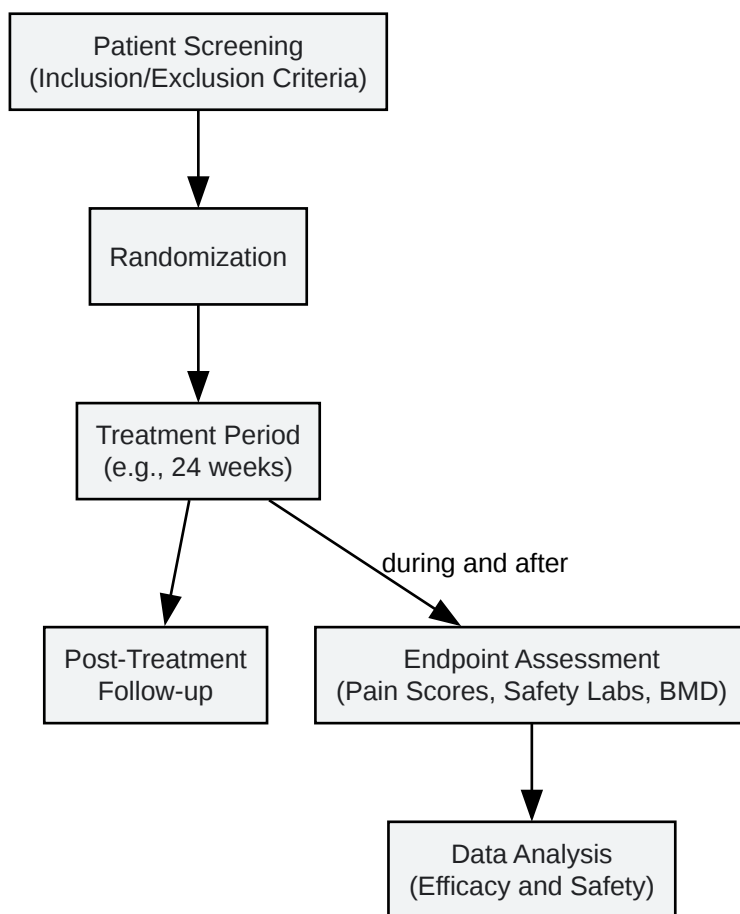 Patient Screening
(Inclusion/Exclusion Criteria)
Randomization
Treatment Period
(e.g., 24 weeks)
during and after
Post-Treatment
Follow-up
Endpoint Assessment
(Pain Scores, Safety Labs, BMD)
Data Analysis
(Efficacy and Safety)